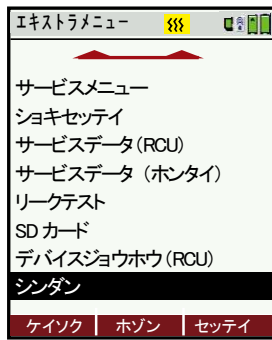 エキストラメニュー
サービスメニュー
ショキセッテイ
サービスデータ(RCU)
サービスデータ (ホンタイ)
リークテスト
SD カード
デバイスジョウホウ(RCU)
シンダン
ケイソク ホゾン セッテイ